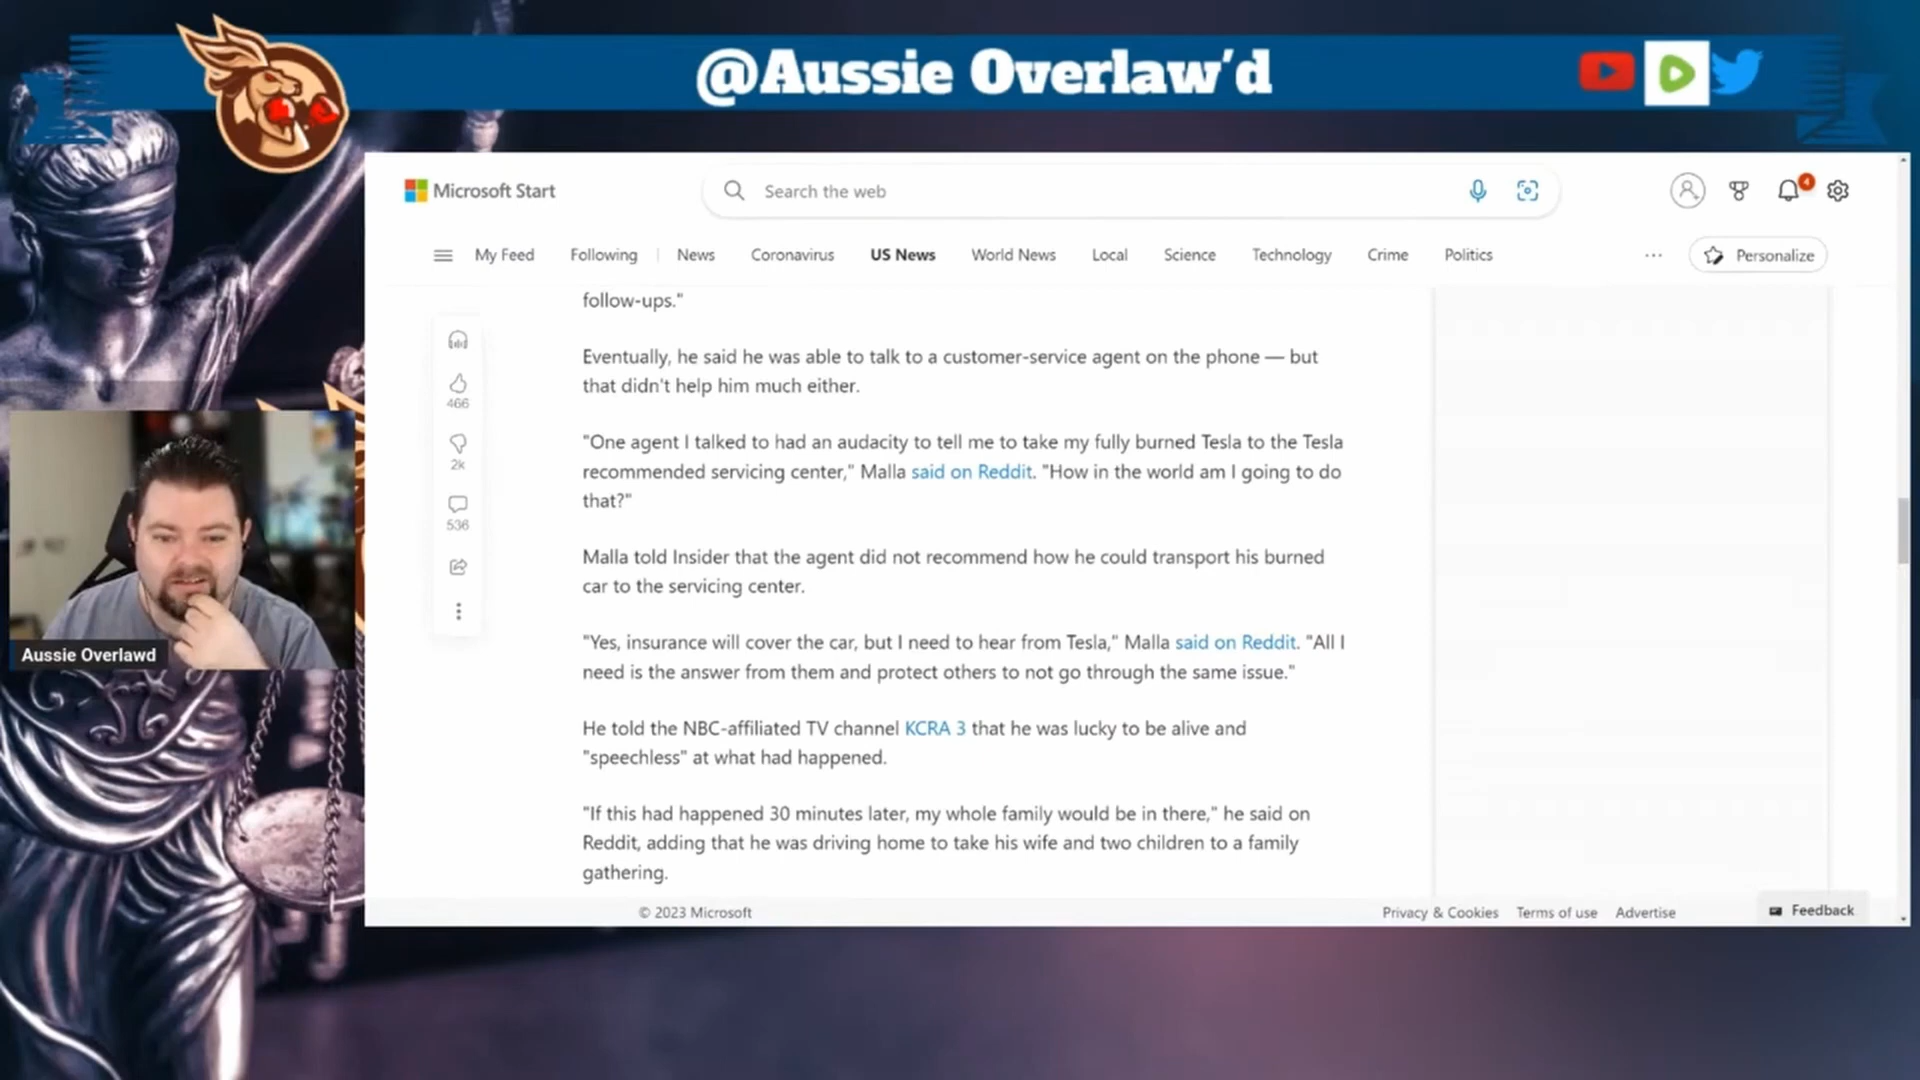 @Aussie Overlaw'd
Microsoft Start
Search the web
4
My Feed
Following
News
Coronavirus
US News
World News
Local
Science
Technology
Crime
Politics
Personalize
follow-ups."
Eventually, he said he was able to talk to a customer-service agent on the phone — but
that didn't help him much either.
"One agent I talked to had an audacity to tell me to take my fully burned Tesla to the Tesla
recommended servicing center," Malla said on Reddit. "How in the world am I going to do
that?"
Malla told Insider that the agent did not recommend how he could transport his burned
car to the servicing center.
"Yes, insurance will cover the car, but I need to hear from Tesla," Malla said on Reddit. "All I
need is the answer from them and protect others to not go through the same issue."
He told the NBC-affiliated TV channel KCRA 3 that he was lucky to be alive and
"speechless" at what had happened.
"If this had happened 30 minutes later, my whole family would be in there," he said on
Reddit, adding that he was driving home to take his wife and two children to a family
gathering.
466
2k
536
Aussie Overlawd
© 2023 Microsoft
Privacy & Cookies
Terms of use
Advertise
Feedback